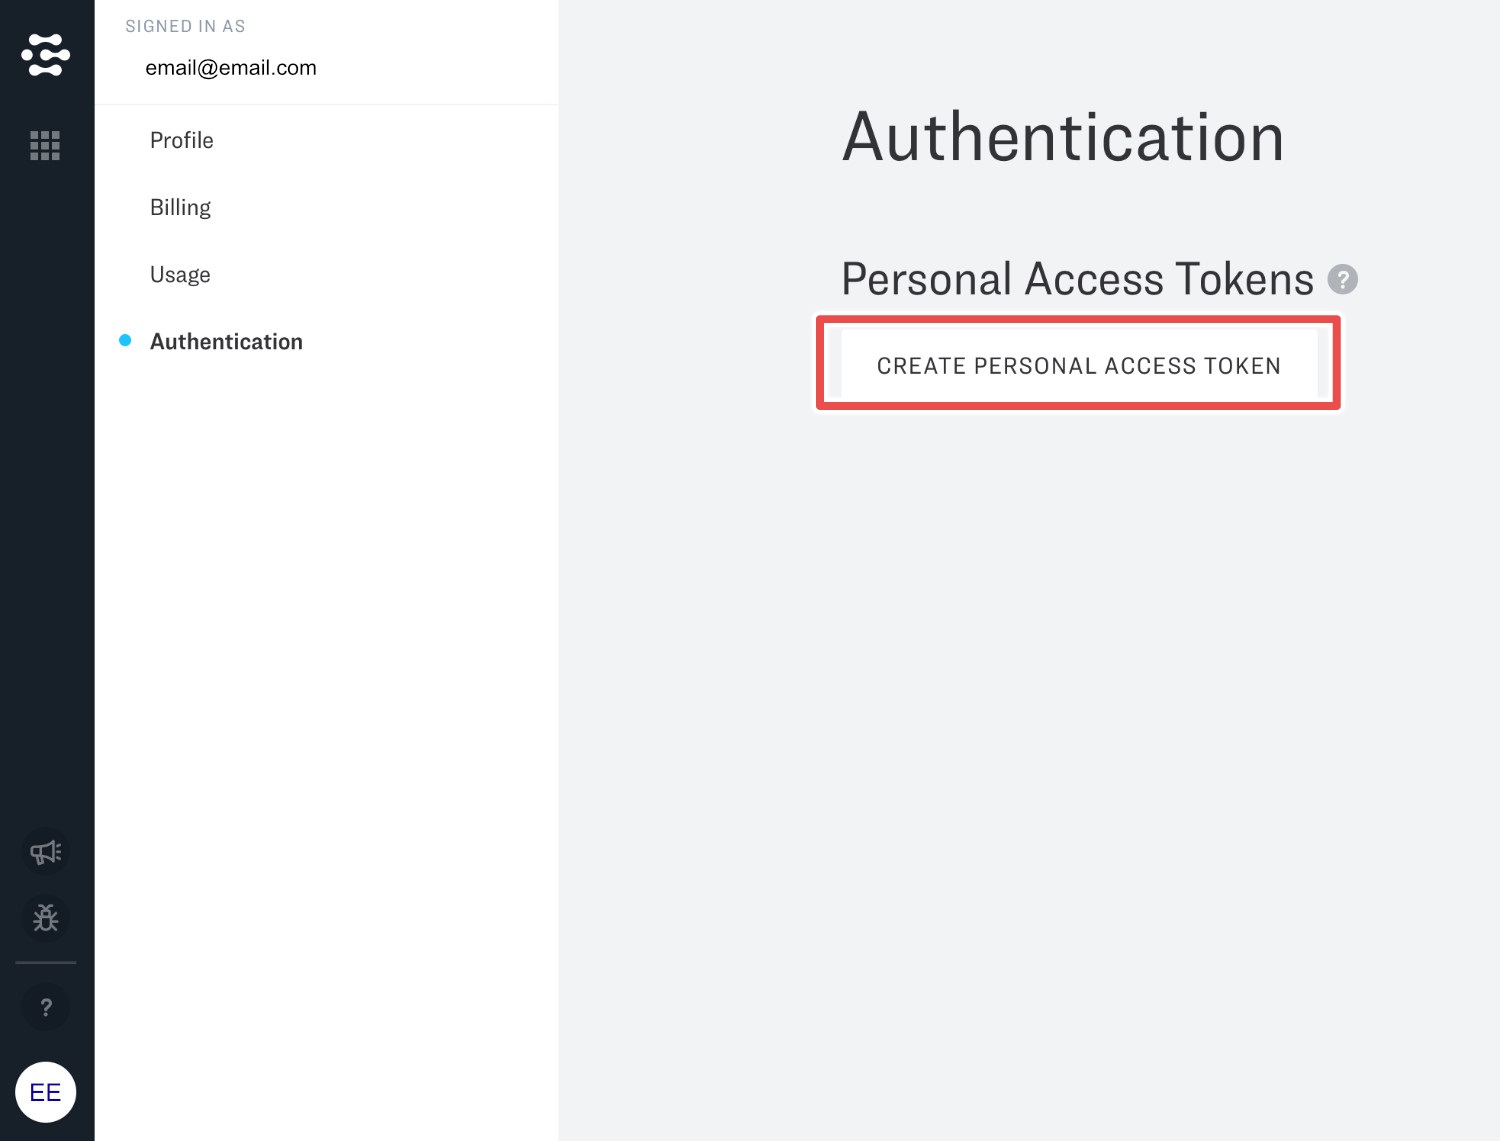 SIGNED IN AS
email@email.com
Profile
Billing
Usage
Authentication
?
EE
Authentication
Personal Access Tokens ?
CREATE PERSONAL ACCESS TOKEN